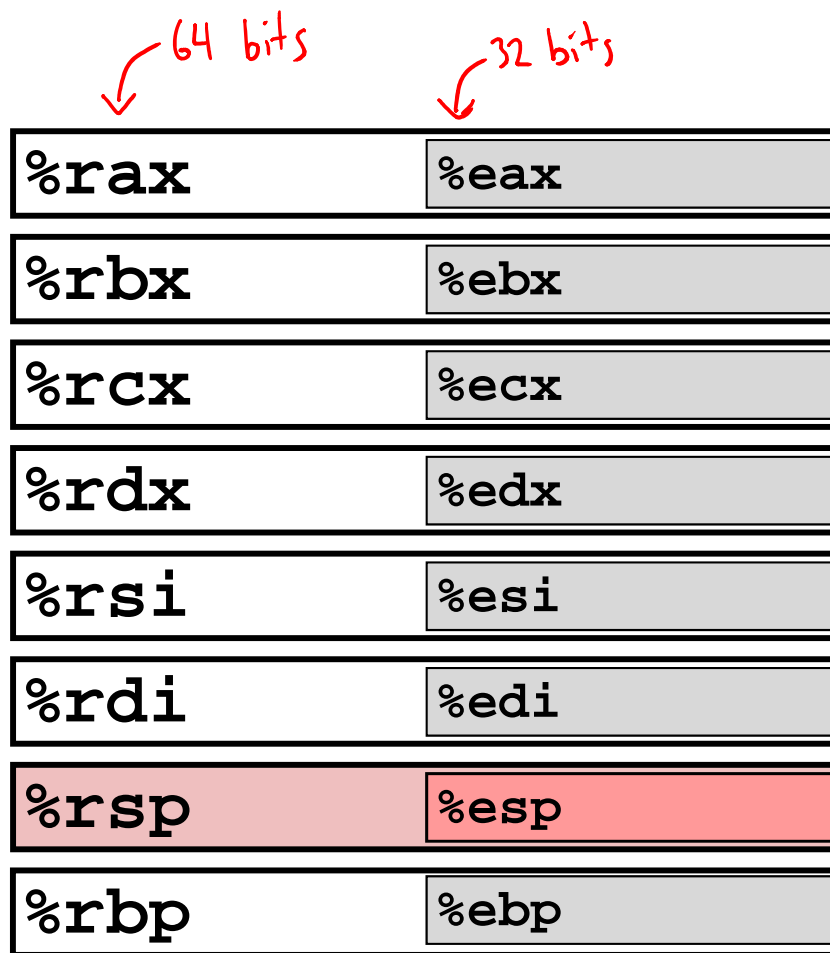 64 bits 32 bits
%rax %eax
%rbx %ebx
%rcx %ecx
%rdx %edx
%rsi %esi
%rdi %edi
%rsp %esp
%rbp %ebp